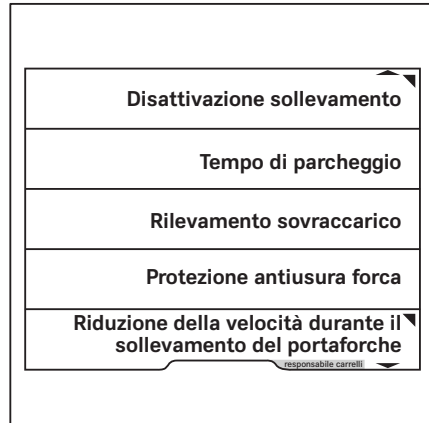 Disattivazione sollevamento
Tempo di parcheggio
Rilevamento sovraccarico
Protezione antiusura forca
Riduzione della velocità durante il
sollevamento del portaforche
responsabile carrelli